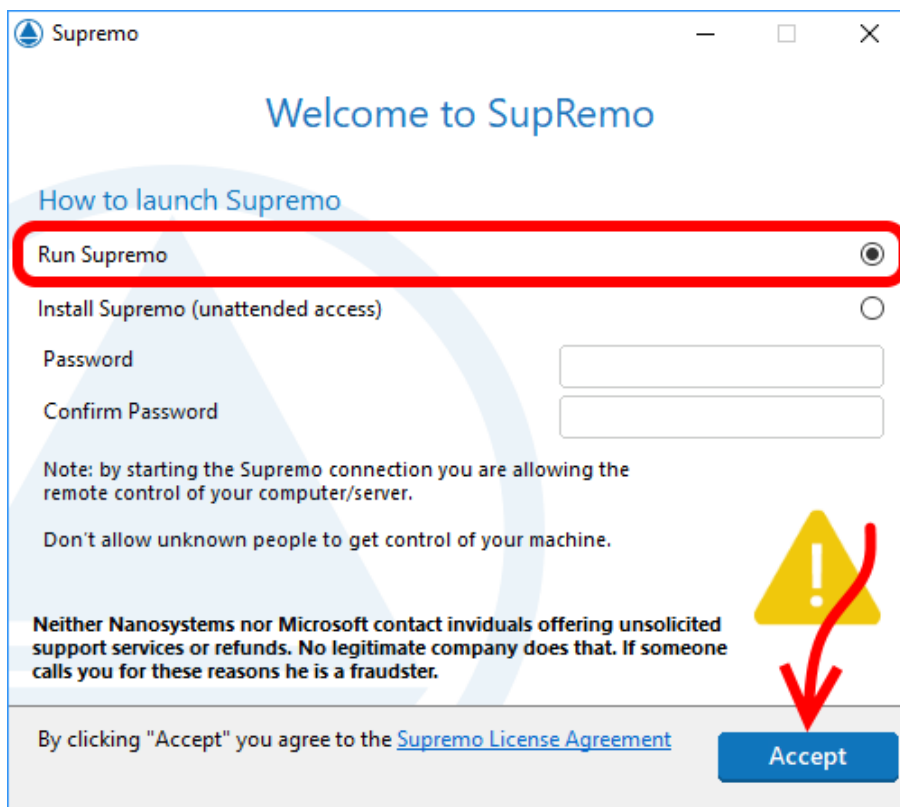 Supremo
Welcome to SupRemo
How to launch Supremo
Run Supremo
Install Supremo (unattended access)
Password
Confirm Password
Note: by starting the Supremo connection you are allowing the
remote control of your computer/server.
Don't allow unknown people to get control of your machine.
Neither Nanosystems nor Microsoft contact inviduals offering unsolicited
support services or refunds. No legitimate company does that. If someone
calls you for these reasons he is a fraudster.
By clicking "Accept" you agree to the Supremo License Agreement
Accept